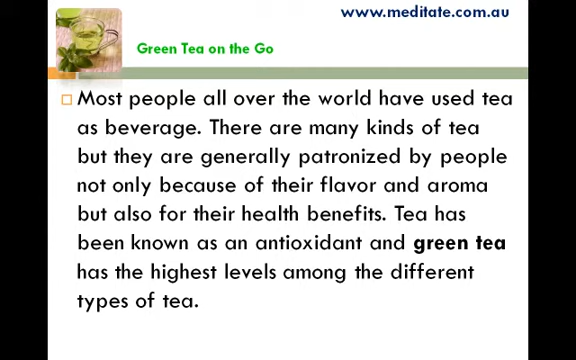 www.meditate.com.au
Green Tea on the Go
Most people all over the world have used tea
as beverage. There are many kinds of tea
but they are generally patronized by people
not only because of their flavor and aroma
but also for their health benefits. Tea has
been known as an antioxidant and green tea
has the highest levels among the different
types of tea.